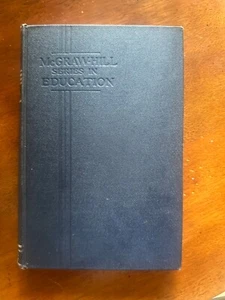 McGRAW-HILL
SERIES IN
EDUCATION